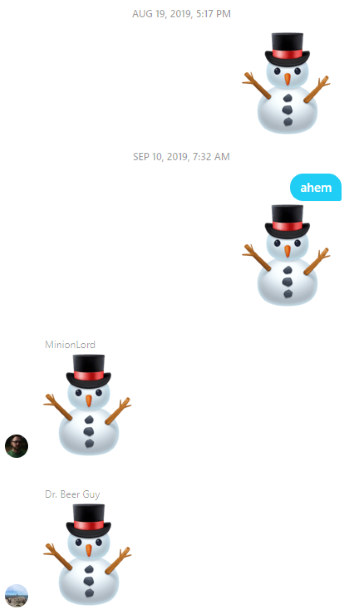 AUG 19, 2019, 5:17 PM
SEP 10, 2019, 7:32 AM
ahem
MinionLord
Dr. Beer Guy